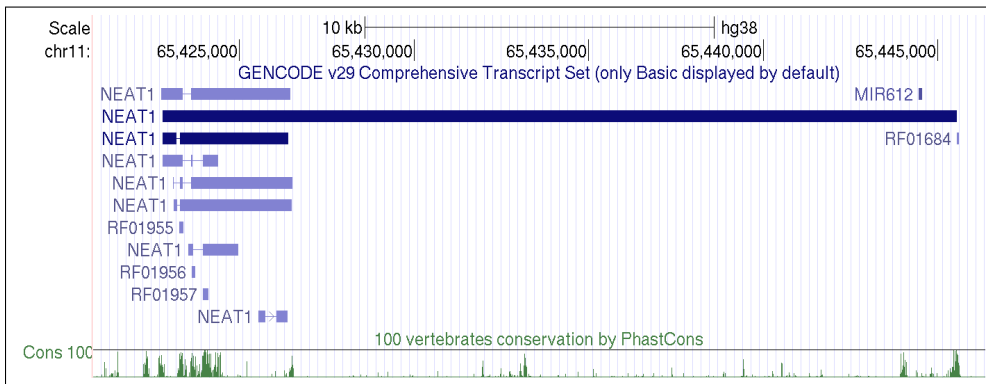 Scale 10 kb hg38
chr11: 65,425,000 65,430,000 65,435,000 65,440,000 65,445,000
GENCODE v29 Comprehensive Transcript Set (only Basic displayed by default)
NEAT1 MIR612
NEAT1
NEAT1 RF01684
NEAT1
NEAT1
NEAT1
RF01955
NEAT1
RF01956
RF01957
NEAT1
100 vertebrates conservation by PhastCons
Cons 100